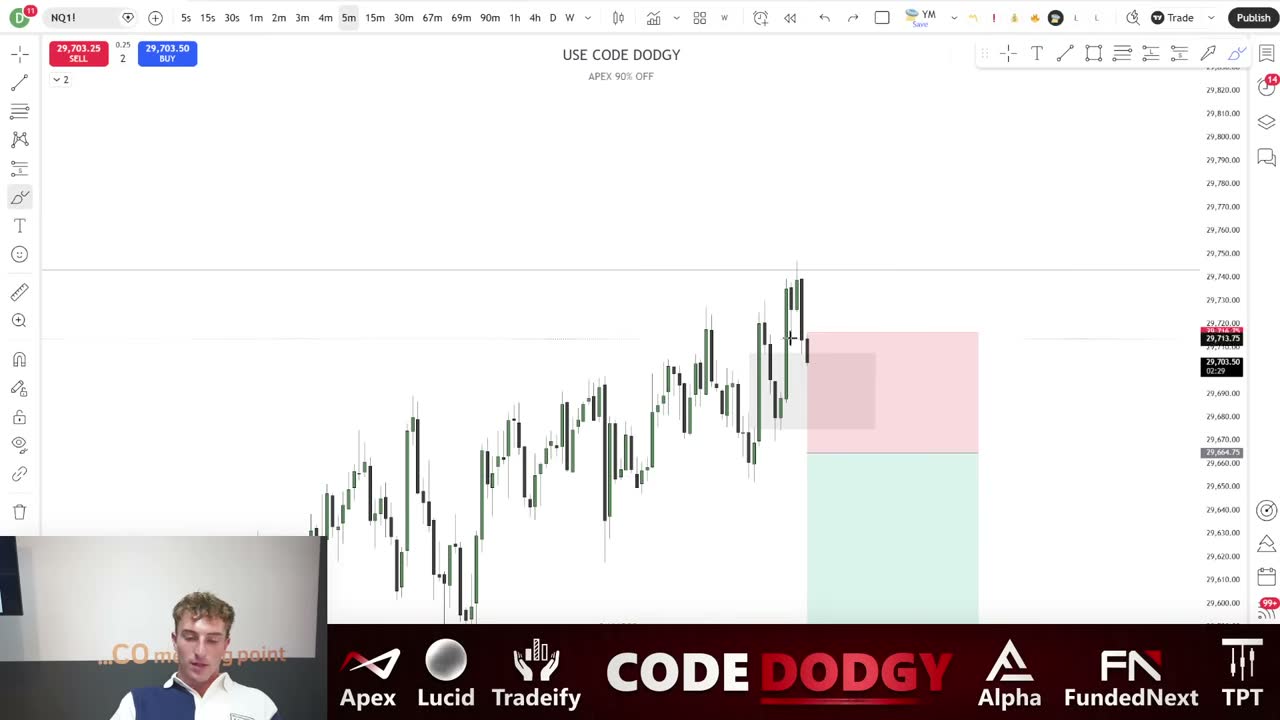 D
11
NQ1!
5s 15s 30s 1m 2m 3m 4m 5m 15m 30m 67m 69m 90m 1h 4h D W
W
YM
Save
L L
Trade
Publish
29,703.25
SELL
0.25
2
29,703.50
BUY
2
USE CODE DODGY
APEX 90% OFF
29,820.00
29,810.00
29,800.00
29,790.00
29,780.00
29,770.00
29,760.00
29,750.00
29,740.00
29,730.00
29,720.00
29,713.75
29,703.50
02:29
29,690.00
29,680.00
29,670.00
29,664.75
29,660.00
29,650.00
29,640.00
29,630.00
29,620.00
29,610.00
29,600.00
14
99+
CODE DODGY
Apex
Lucid
Tradeify
Alpha
FundedNext
TPT